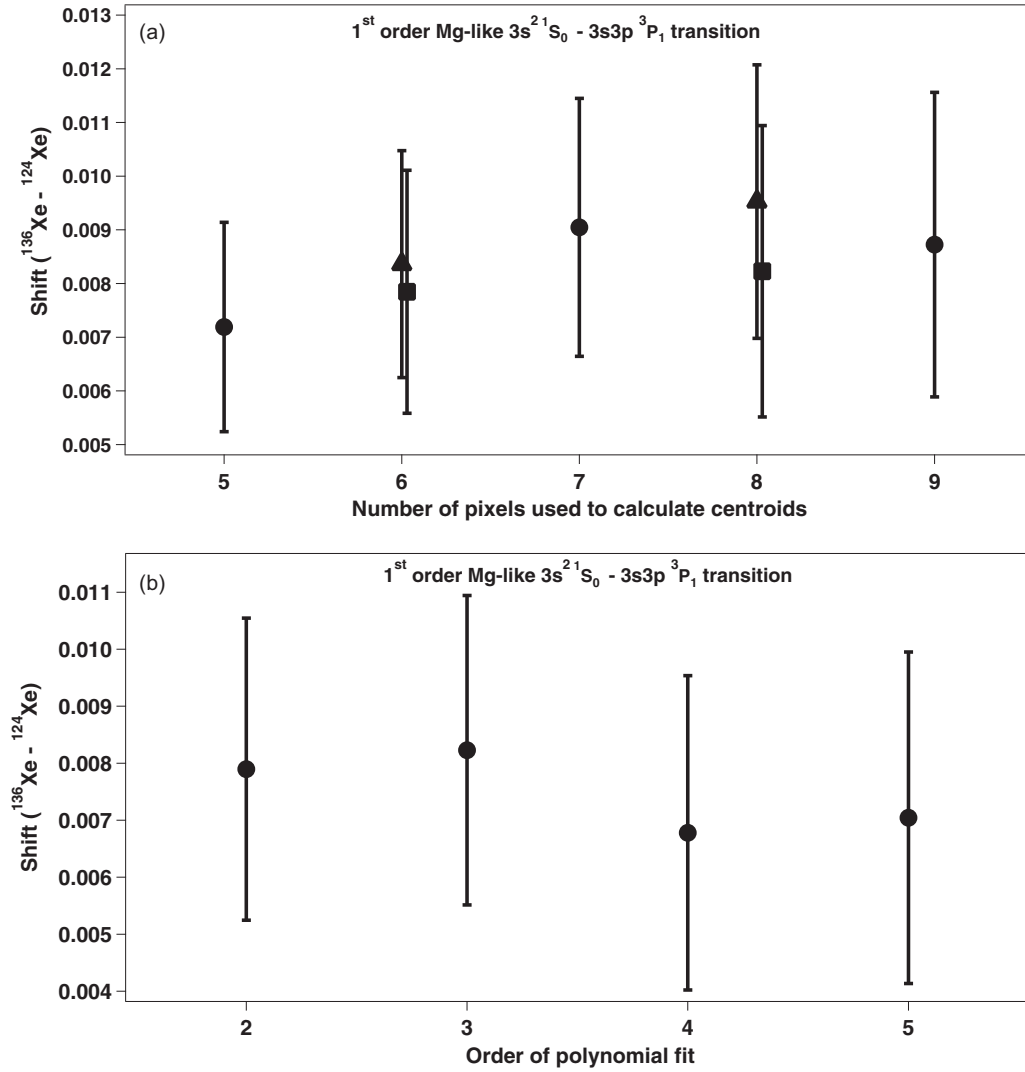 (a)
1st order Mg-like 3s2 1S0 - 3s3p 3P1 transition
0.013
0.012
0.011
0.010
0.009
0.008
0.007
0.006
0.005
Shift (136Xe - 124Xe)
5 6 7 8 9
Number of pixels used to calculate centroids
(b)
1st order Mg-like 3s2 1S0 - 3s3p 3P1 transition
0.011
0.010
0.009
0.008
0.007
0.006
0.005
0.004
Shift (136Xe - 124Xe)
2 3 4 5
Order of polynomial fit